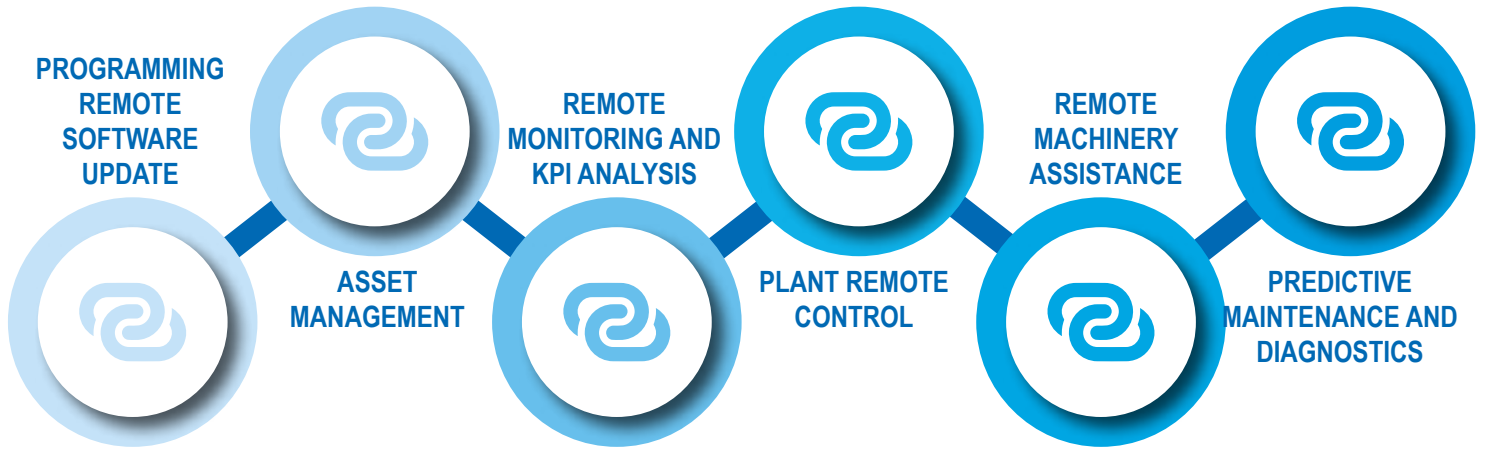 PROGRAMMING
REMOTE
SOFTWARE
UPDATE
ASSET
MANAGEMENT
REMOTE
MONITORING AND
KPI ANALYSIS
PLANT REMOTE
CONTROL
REMOTE
MACHINERY
ASSISTANCE
PREDICTIVE
MAINTENANCE AND
DIAGNOSTICS